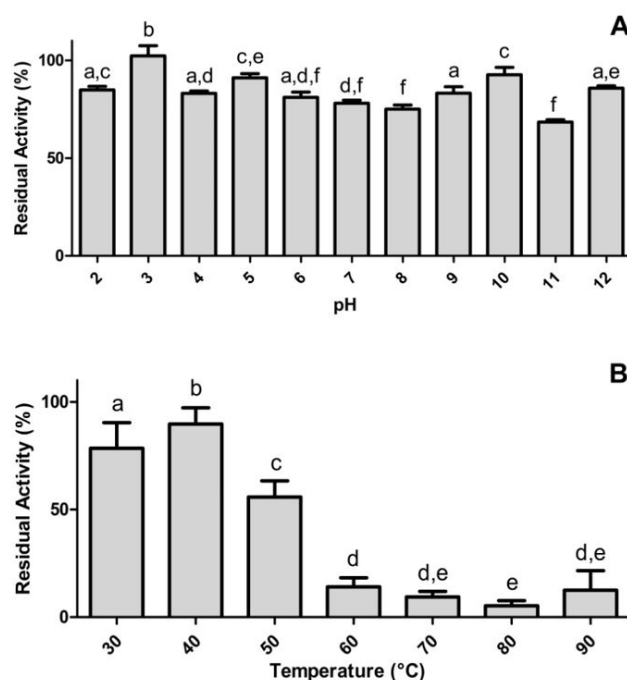 A
Residual Activity (%)
100
50
0
a,c b a,d c,e a,d,f d,f f a c f a,e
2 3 4 5 6 7 8 9 10 11 12
pH
B
Residual Activity (%)
100
50
0
a b c d d,e e d,e
30 40 50 60 70 80 90
Temperature (°C)